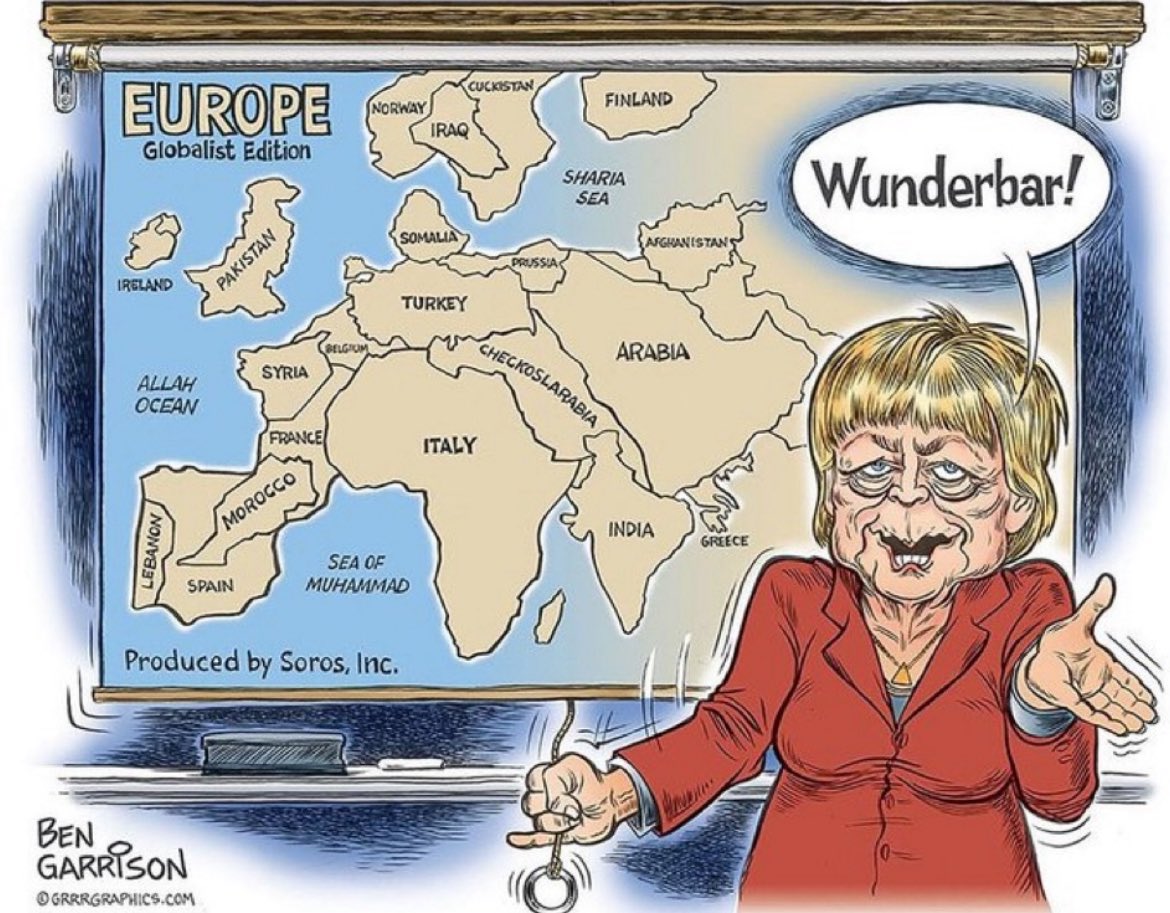 EUROPE
Globalist Edition
NORWAY
CUCKISTAN
IRAQ
FINLAND
SHARIA
SEA
Wunderbar!
IRELAND
PAKISTAN
SOMALIA
AFGHANISTAN
PRUSSIA
TURKEY
ARABIA
BELGIUM
SYRIA
CHECKOSLARABIA
ALLAH
OCEAN
FRANCE
ITALY
MOROCCO
LEBANON
SPAIN
INDIA
GREECE
SEA OF
MUHAMMAD
Produced by Soros, Inc.
BEN
GARRISON
© GRRRGRAPHICS.COM